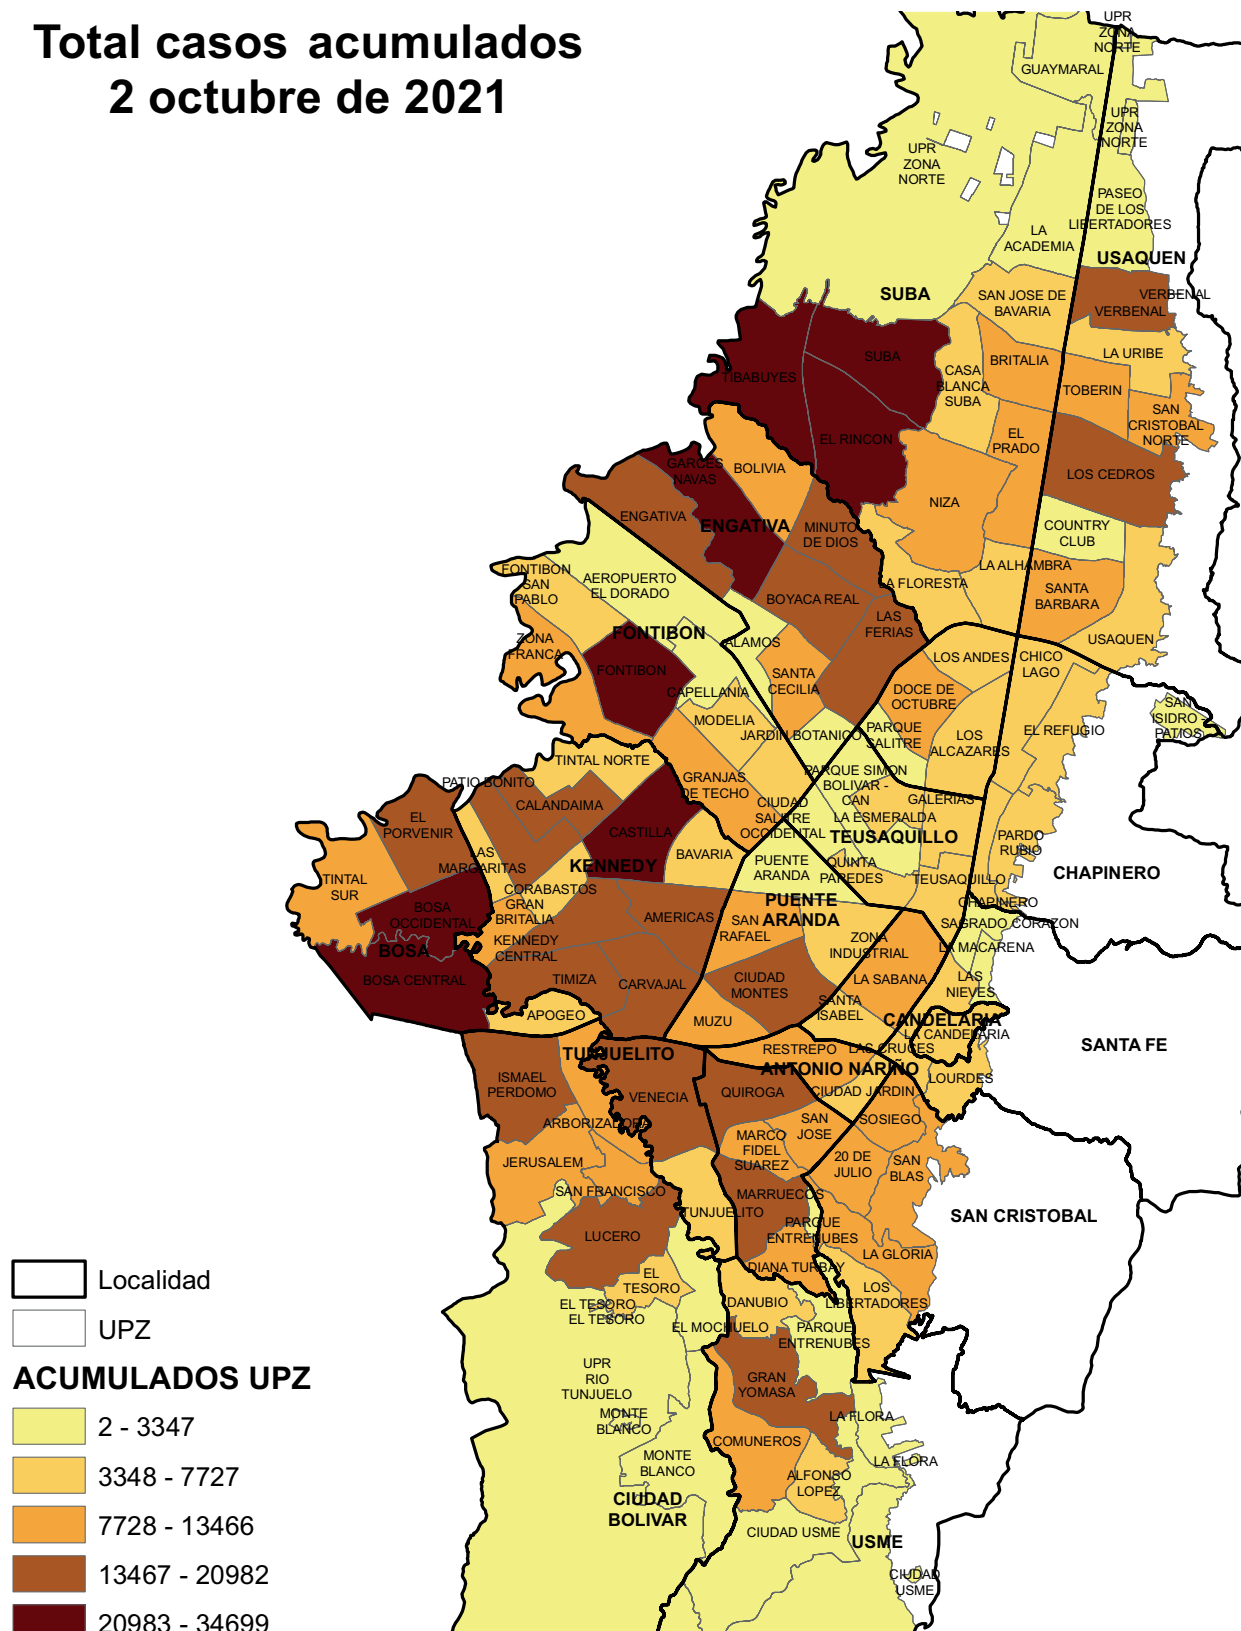 Total casos acumulados
2 octubre de 2021
UPR
ZONA
NORTE
GUAYMARAL
UPR
ZONA
NORTE
UPR
ZONA
NORTE
PASEO
DE LOS
LIBERTADORES
LA
ACADEMIA
USAQUEN
SUBA
SAN JOSE DE
BAVARIA
VERBENAL
VERBENAL
SUBA
BRITALIA
LA URIBE
TIBABUYES
CASA
BLANCA
SUBA
TOBERIN
SAN
CRISTOBAL
NORTE
EL RINCON
EL
PRADO
GARCES
NAVAS
BOLIVIA
LOS CEDROS
NIZA
ENGATIVA
ENGATIVA
MINUTO
DE DIOS
COUNTRY
CLUB
FONTIBON
SAN
PABLO
AEROPUERTO
EL DORADO
LA FLORESTA
LA ALHAMBRA
BOYACA REAL
SANTA
BARBARA
LAS
FERIAS
FONTIBON
ZONA
FRANCA
ALAMOS
USAQUEN
LOS ANDES
CHICO
LAGO
FONTIBON
SANTA
CECILIA
CAPELLANIA
DOCE DE
OCTUBRE
SAN
ISIDRO -
PATIOS
MODELIA
JARDIN BOTANICO
PARQUE
SALITRE
LOS
ALCAZARES
EL REFUGIO
TINTAL NORTE
PATIO BONITO
GRANJAS
DE TECHO
PARQUE SIMON
BOLIVAR -
CAN
CALANDAIMA
CIUDAD
SALITRE
OCCIDENTAL
GALERIAS
LA ESMERALDA
EL
PORVENIR
CASTILLA
TEUSAQUILLO
PARDO
RUBIO
LAS
MARGARITAS
KENNEDY
BAVARIA
PUENTE
ARANDA
QUINTA
PAREDES
TEUSAQUILLO
CHAPINERO
TINTAL
SUR
CORABASTOS
GRAN
BRITALIA
PUENTE
ARANDA
CHAPINERO
BOSA
OCCIDENTAL
AMERICAS
SAN
RAFAEL
SAGRADO CORAZON
BOSA
KENNEDY
CENTRAL
ZONA
INDUSTRIAL
LA MACARENA
BOSA CENTRAL
TIMIZA
CARVAJAL
CIUDAD
MONTES
LA SABANA
LAS
NIEVES
APOGEO
SANTA
ISABEL
MUZU
CANDELARIA
LA CANDELARIA
SANTA FE
TUNJUELITO
RESTREPO
LAS CRUCES
ANTONIO NARIÑO
ISMAEL
PERDOMO
VENECIA
QUIROGA
CIUDAD JARDIN
LOURDES
ARBORIZADORA
SAN
JOSE
SOSIEGO
MARCO
FIDEL
SUAREZ
JERUSALEM
20 DE
JULIO
SAN
BLAS
SAN FRANCISCO
MARRUECOS
TUNJUELITO
PARQUE
ENTRENUBES
SAN CRISTOBAL
LUCERO
LA GLORIA
DIANA TURBAY
EL
TESORO
LOS
LIBERTADORES
EL TESORO
EL TESORO
DANUBIO
EL MOCHUELO
PARQUE
ENTRENUBES
UPR
RIO
TUNJUELO
GRAN
YOMASA
MONTE
BLANCO
LA FLORA
COMUNEROS
MONTE
BLANCO
LA FLORA
ALFONSO
LOPEZ
CIUDAD
BOLIVAR
CIUDAD USME
USME
CIUDAD
USME
Localidad
UPZ
ACUMULADOS UPZ
2 - 3347
3348 - 7727
7728 - 13466
13467 - 20982
20983 - 34699